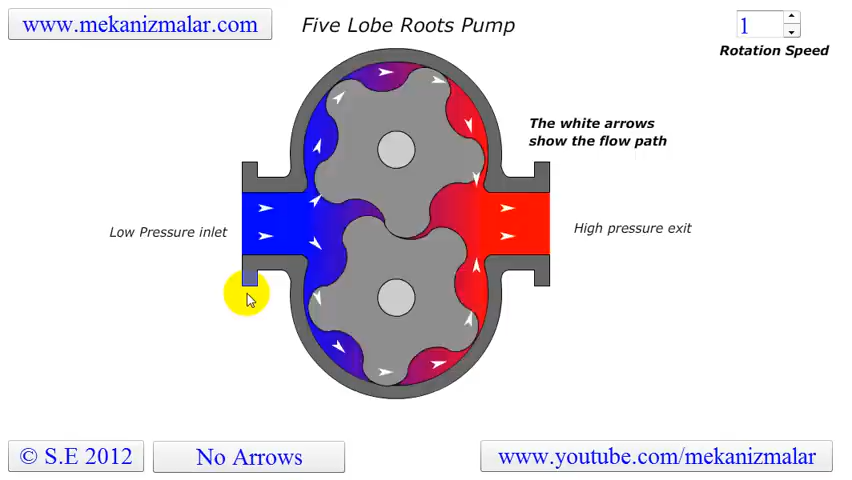 www.mekanizmalar.com
Five Lobe Roots Pump
1
Rotation Speed
The white arrows
show the flow path
Low Pressure inlet
High pressure exit
© S.E 2012
No Arrows
www.youtube.com/mekanizmalar